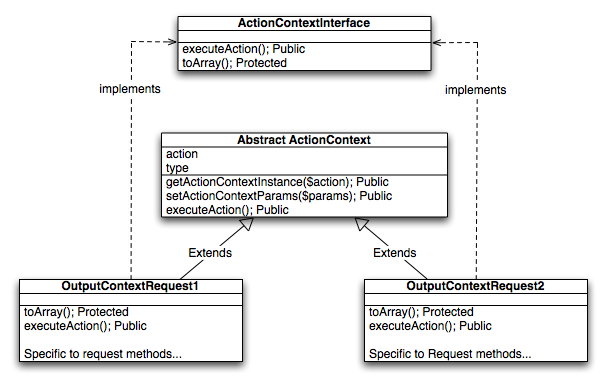 ActionContextInterface
executeAction(); Public
toArray(); Protected
implements
implements
Abstract ActionContext
action
type
getActionContextInstance($action); Public
setActionContextParams($params); Public
executeAction(); Public
Extends
Extends
OutputContextRequest1
toArray(); Protected
executeAction(); Public
Specific to request methods...
OutputContextRequest2
toArray(); Protected
executeAction(); Public
Specific to Request methods...